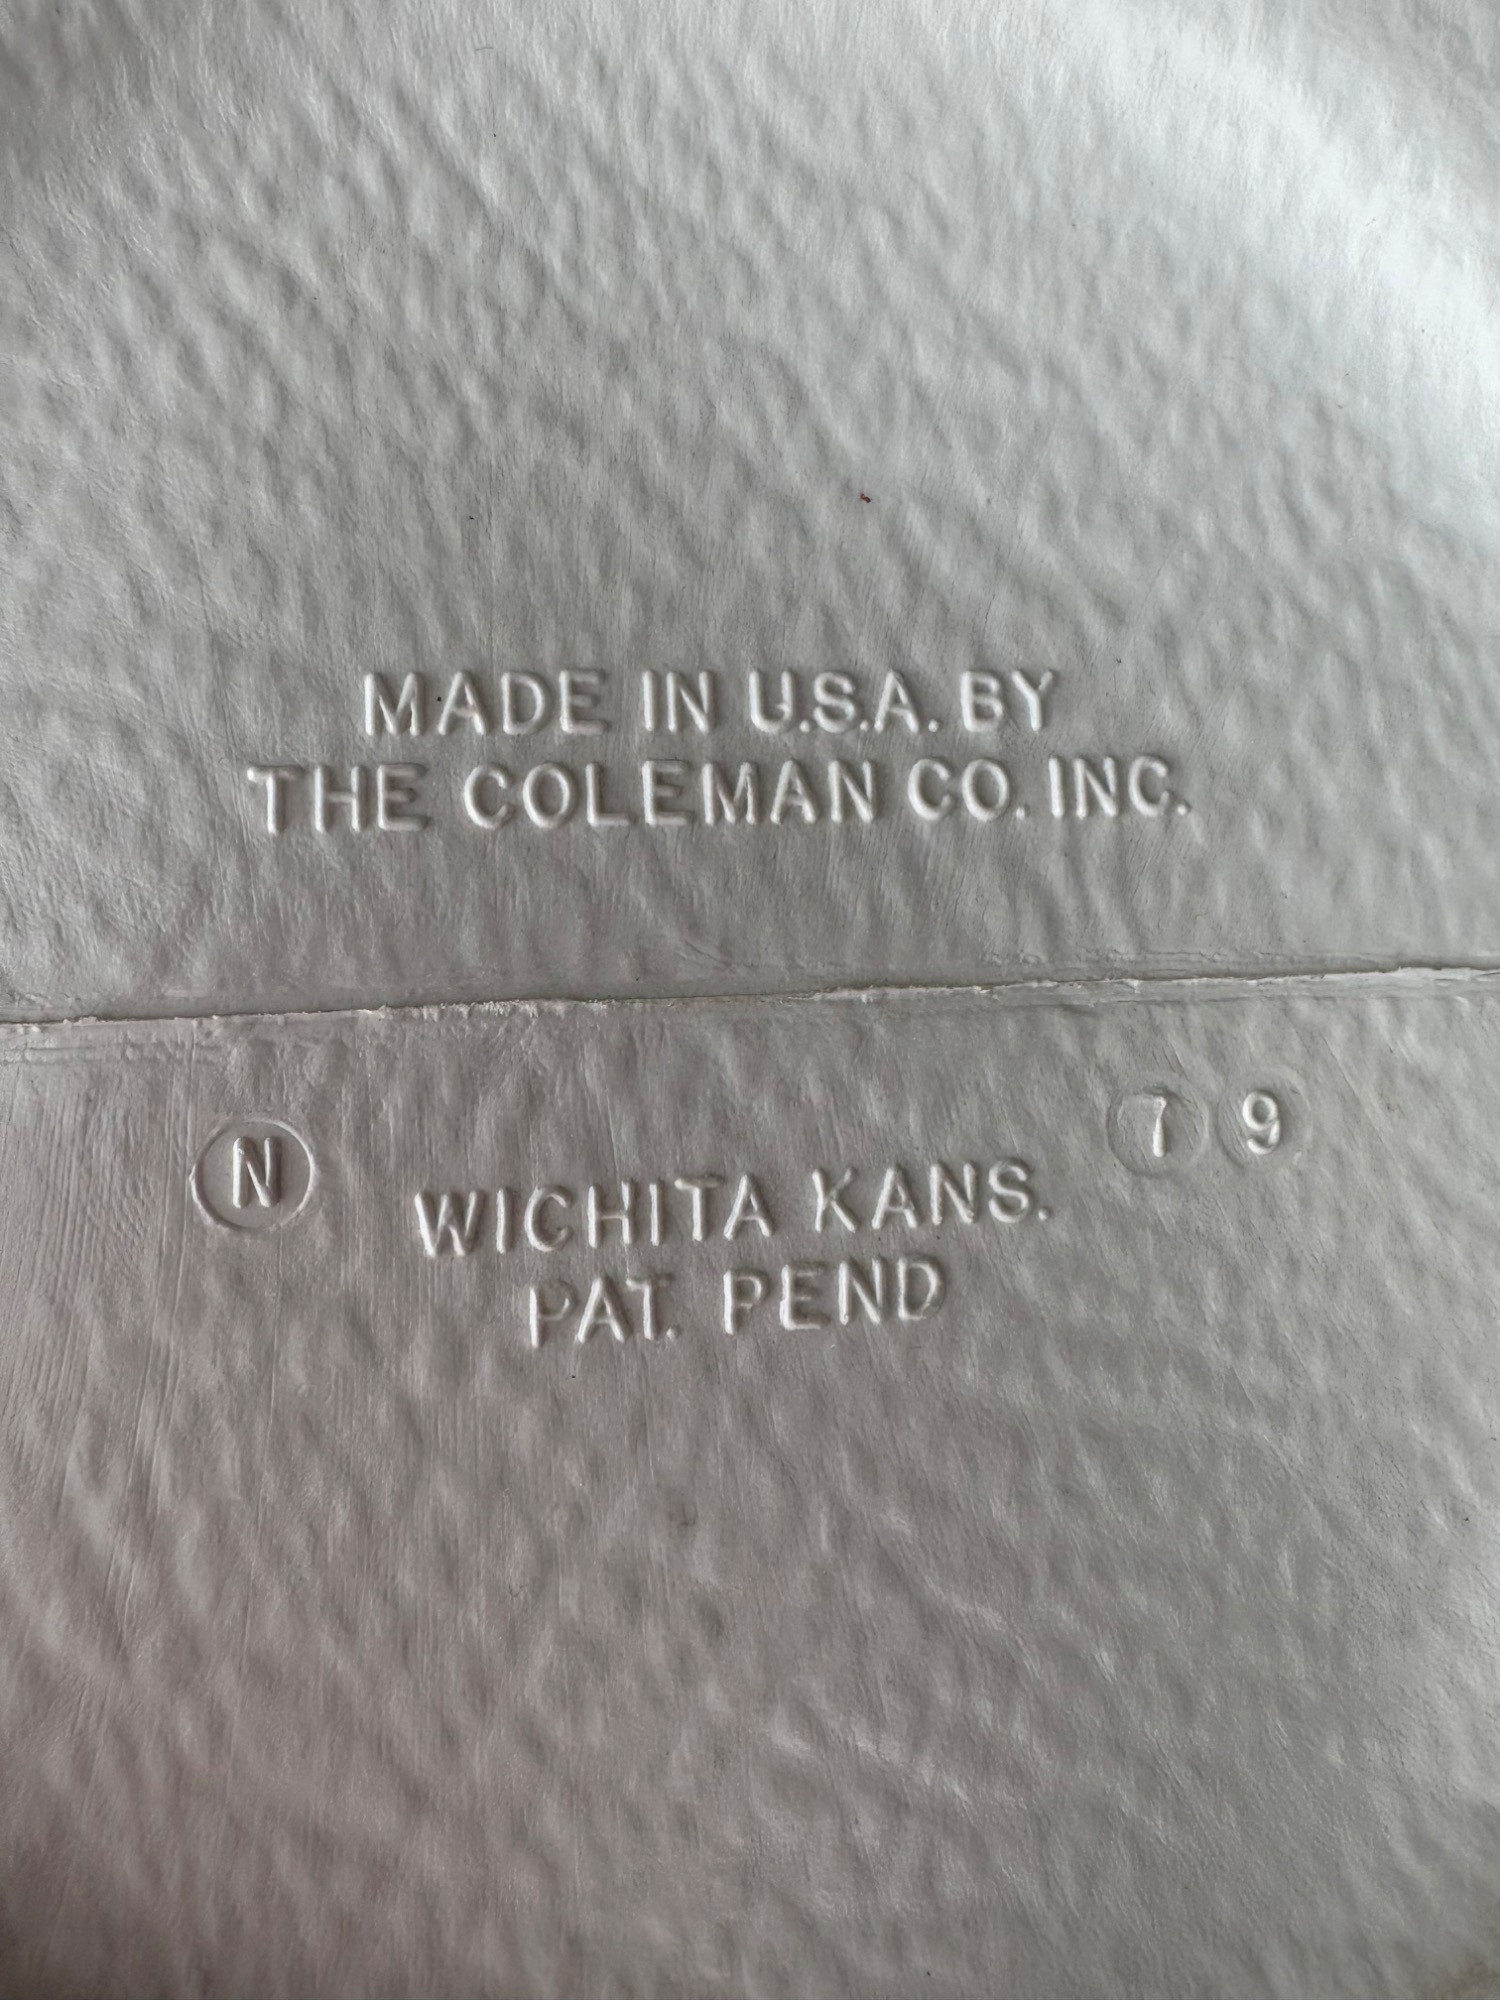 MADE IN U.S.A. BY
THE COLEMAN CO. INC.
N
7 9
WICHITA KANS.
PAT. PEND